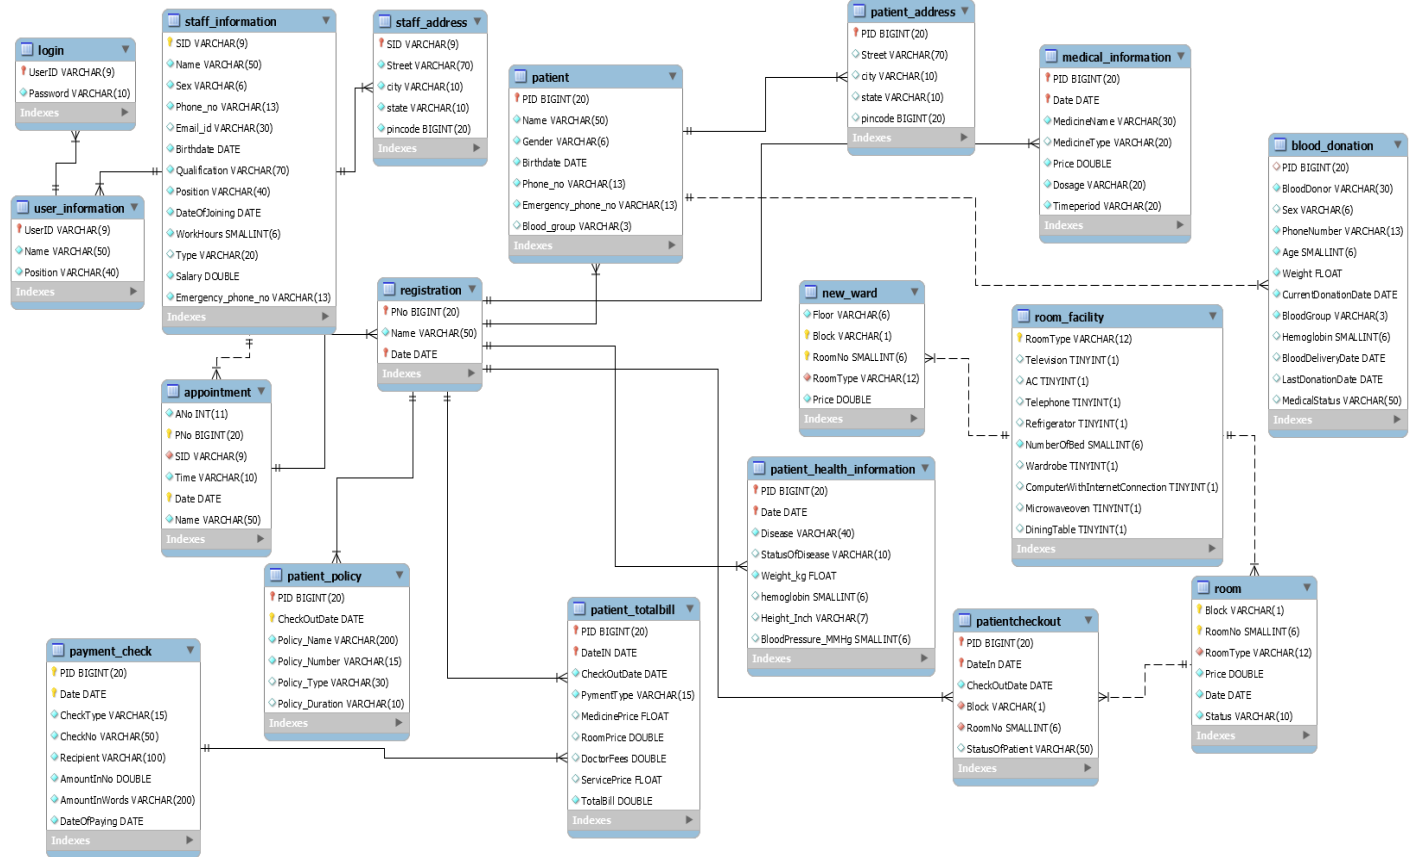 login
UserID VARCHAR(9)
Password VARCHAR(10)
Indexes
staff_information
SID VARCHAR(9)
Name VARCHAR(50)
Sex VARCHAR(6)
Phone_no VARCHAR(13)
Email_id VARCHAR(30)
Birthdate DATE
Qualification VARCHAR(70)
Position VARCHAR(40)
DateOfJoining DATE
WorkHours SMALLINT(6)
Type VARCHAR(20)
Salary DOUBLE
Emergency_phone_no VARCHAR(13)
Indexes
staff_address
SID VARCHAR(9)
Street VARCHAR(70)
city VARCHAR(10)
state VARCHAR(10)
pincode BIGINT(20)
Indexes
patient
PID BIGINT(20)
Name VARCHAR(50)
Gender VARCHAR(6)
Birthdate DATE
Phone_no VARCHAR(13)
Emergency_phone_no VARCHAR(13)
Blood_group VARCHAR(3)
Indexes
patient_address
PID BIGINT(20)
Street VARCHAR(70)
city VARCHAR(10)
state VARCHAR(10)
pincode BIGINT(20)
Indexes
medical_information
PID BIGINT(20)
Date DATE
MedicineName VARCHAR(30)
MedicineType VARCHAR(20)
Price DOUBLE
Dosage VARCHAR(20)
Timeperiod VARCHAR(20)
Indexes
blood_donation
PID BIGINT(20)
BloodDonor VARCHAR(30)
Sex VARCHAR(6)
PhoneNumber VARCHAR(13)
Age SMALLINT(6)
Weight FLOAT
CurrentDonationDate DATE
BloodGroup VARCHAR(3)
Hemoglobin SMALLINT(6)
BloodDeliveryDate DATE
LastDonationDate DATE
MedicalStatus VARCHAR(50)
Indexes
user_information
UserID VARCHAR(9)
Name VARCHAR(50)
Position VARCHAR(40)
Indexes
registration
PNo BIGINT(20)
Name VARCHAR(50)
Date DATE
Indexes
new_ward
Floor VARCHAR(6)
Block VARCHAR(1)
RoomNo SMALLINT(6)
RoomType VARCHAR(12)
Price DOUBLE
Indexes
room_facility
RoomType VARCHAR(12)
Television TINYINT(1)
AC TINYINT(1)
Telephone TINYINT(1)
Refrigerator TINYINT(1)
NumberOfBed SMALLINT(6)
Wardrobe TINYINT(1)
ComputerWithInternetConnection TINYINT(1)
Microwaveoven TINYINT(1)
DiningTable TINYINT(1)
Indexes
appointment
ANo INT(11)
PNo BIGINT(20)
SID VARCHAR(9)
Time VARCHAR(10)
Date DATE
Name VARCHAR(50)
Indexes
patient_health_information
PID BIGINT(20)
Date DATE
Disease VARCHAR(40)
StatusOfDisease VARCHAR(10)
Weight_kg FLOAT
hemoglobin SMALLINT(6)
Height_Inch VARCHAR(7)
BloodPressure_MMHg SMALLINT(6)
Indexes
patient_policy
PID BIGINT(20)
CheckOutDate DATE
Policy_Name VARCHAR(200)
Policy_Number VARCHAR(15)
Policy_Type VARCHAR(30)
Policy_Duration VARCHAR(10)
Indexes
patient_totalbill
PID BIGINT(20)
DateIN DATE
CheckOutDate DATE
PymentType VARCHAR(15)
MedicinePrice FLOAT
RoomPrice DOUBLE
DoctorFees DOUBLE
ServicePrice FLOAT
TotalBill DOUBLE
Indexes
patientcheckout
PID BIGINT(20)
DateIn DATE
CheckOutDate DATE
Block VARCHAR(1)
RoomNo SMALLINT(6)
StatusOfPatient VARCHAR(50)
Indexes
room
Block VARCHAR(1)
RoomNo SMALLINT(6)
RoomType VARCHAR(12)
Price DOUBLE
Date DATE
Status VARCHAR(10)
Indexes
payment_check
PID BIGINT(20)
Date DATE
CheckType VARCHAR(15)
CheckNo VARCHAR(50)
Recipient VARCHAR(100)
AmountInNo DOUBLE
AmountInWords VARCHAR(200)
DateOfPaying DATE
Indexes